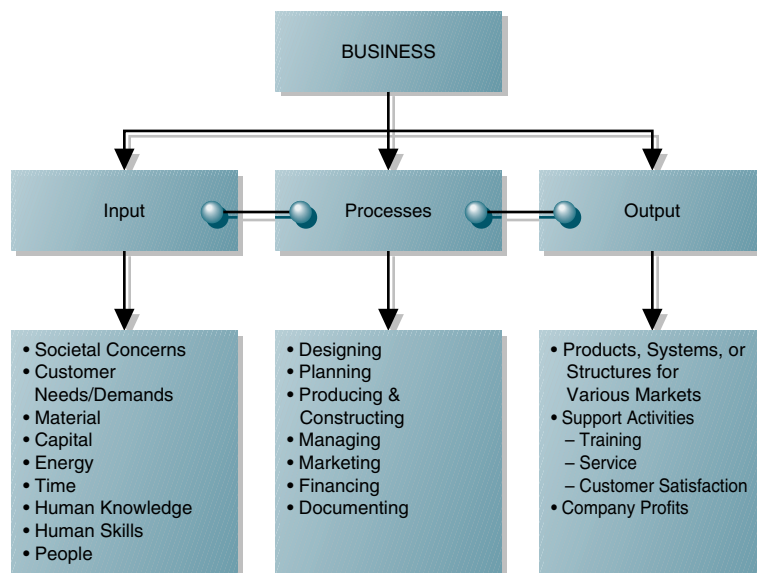 BUSINESS
Input
Processes
Output
• Societal Concerns
• Customer
Needs/Demands
• Material
• Capital
• Energy
• Time
• Human Knowledge
• Human Skills
• People
• Designing
• Planning
• Producing &
Constructing
• Managing
• Marketing
• Financing
• Documenting
• Products, Systems, or
Structures for
Various Markets
• Support Activities
– Training
– Service
– Customer Satisfaction
• Company Profits